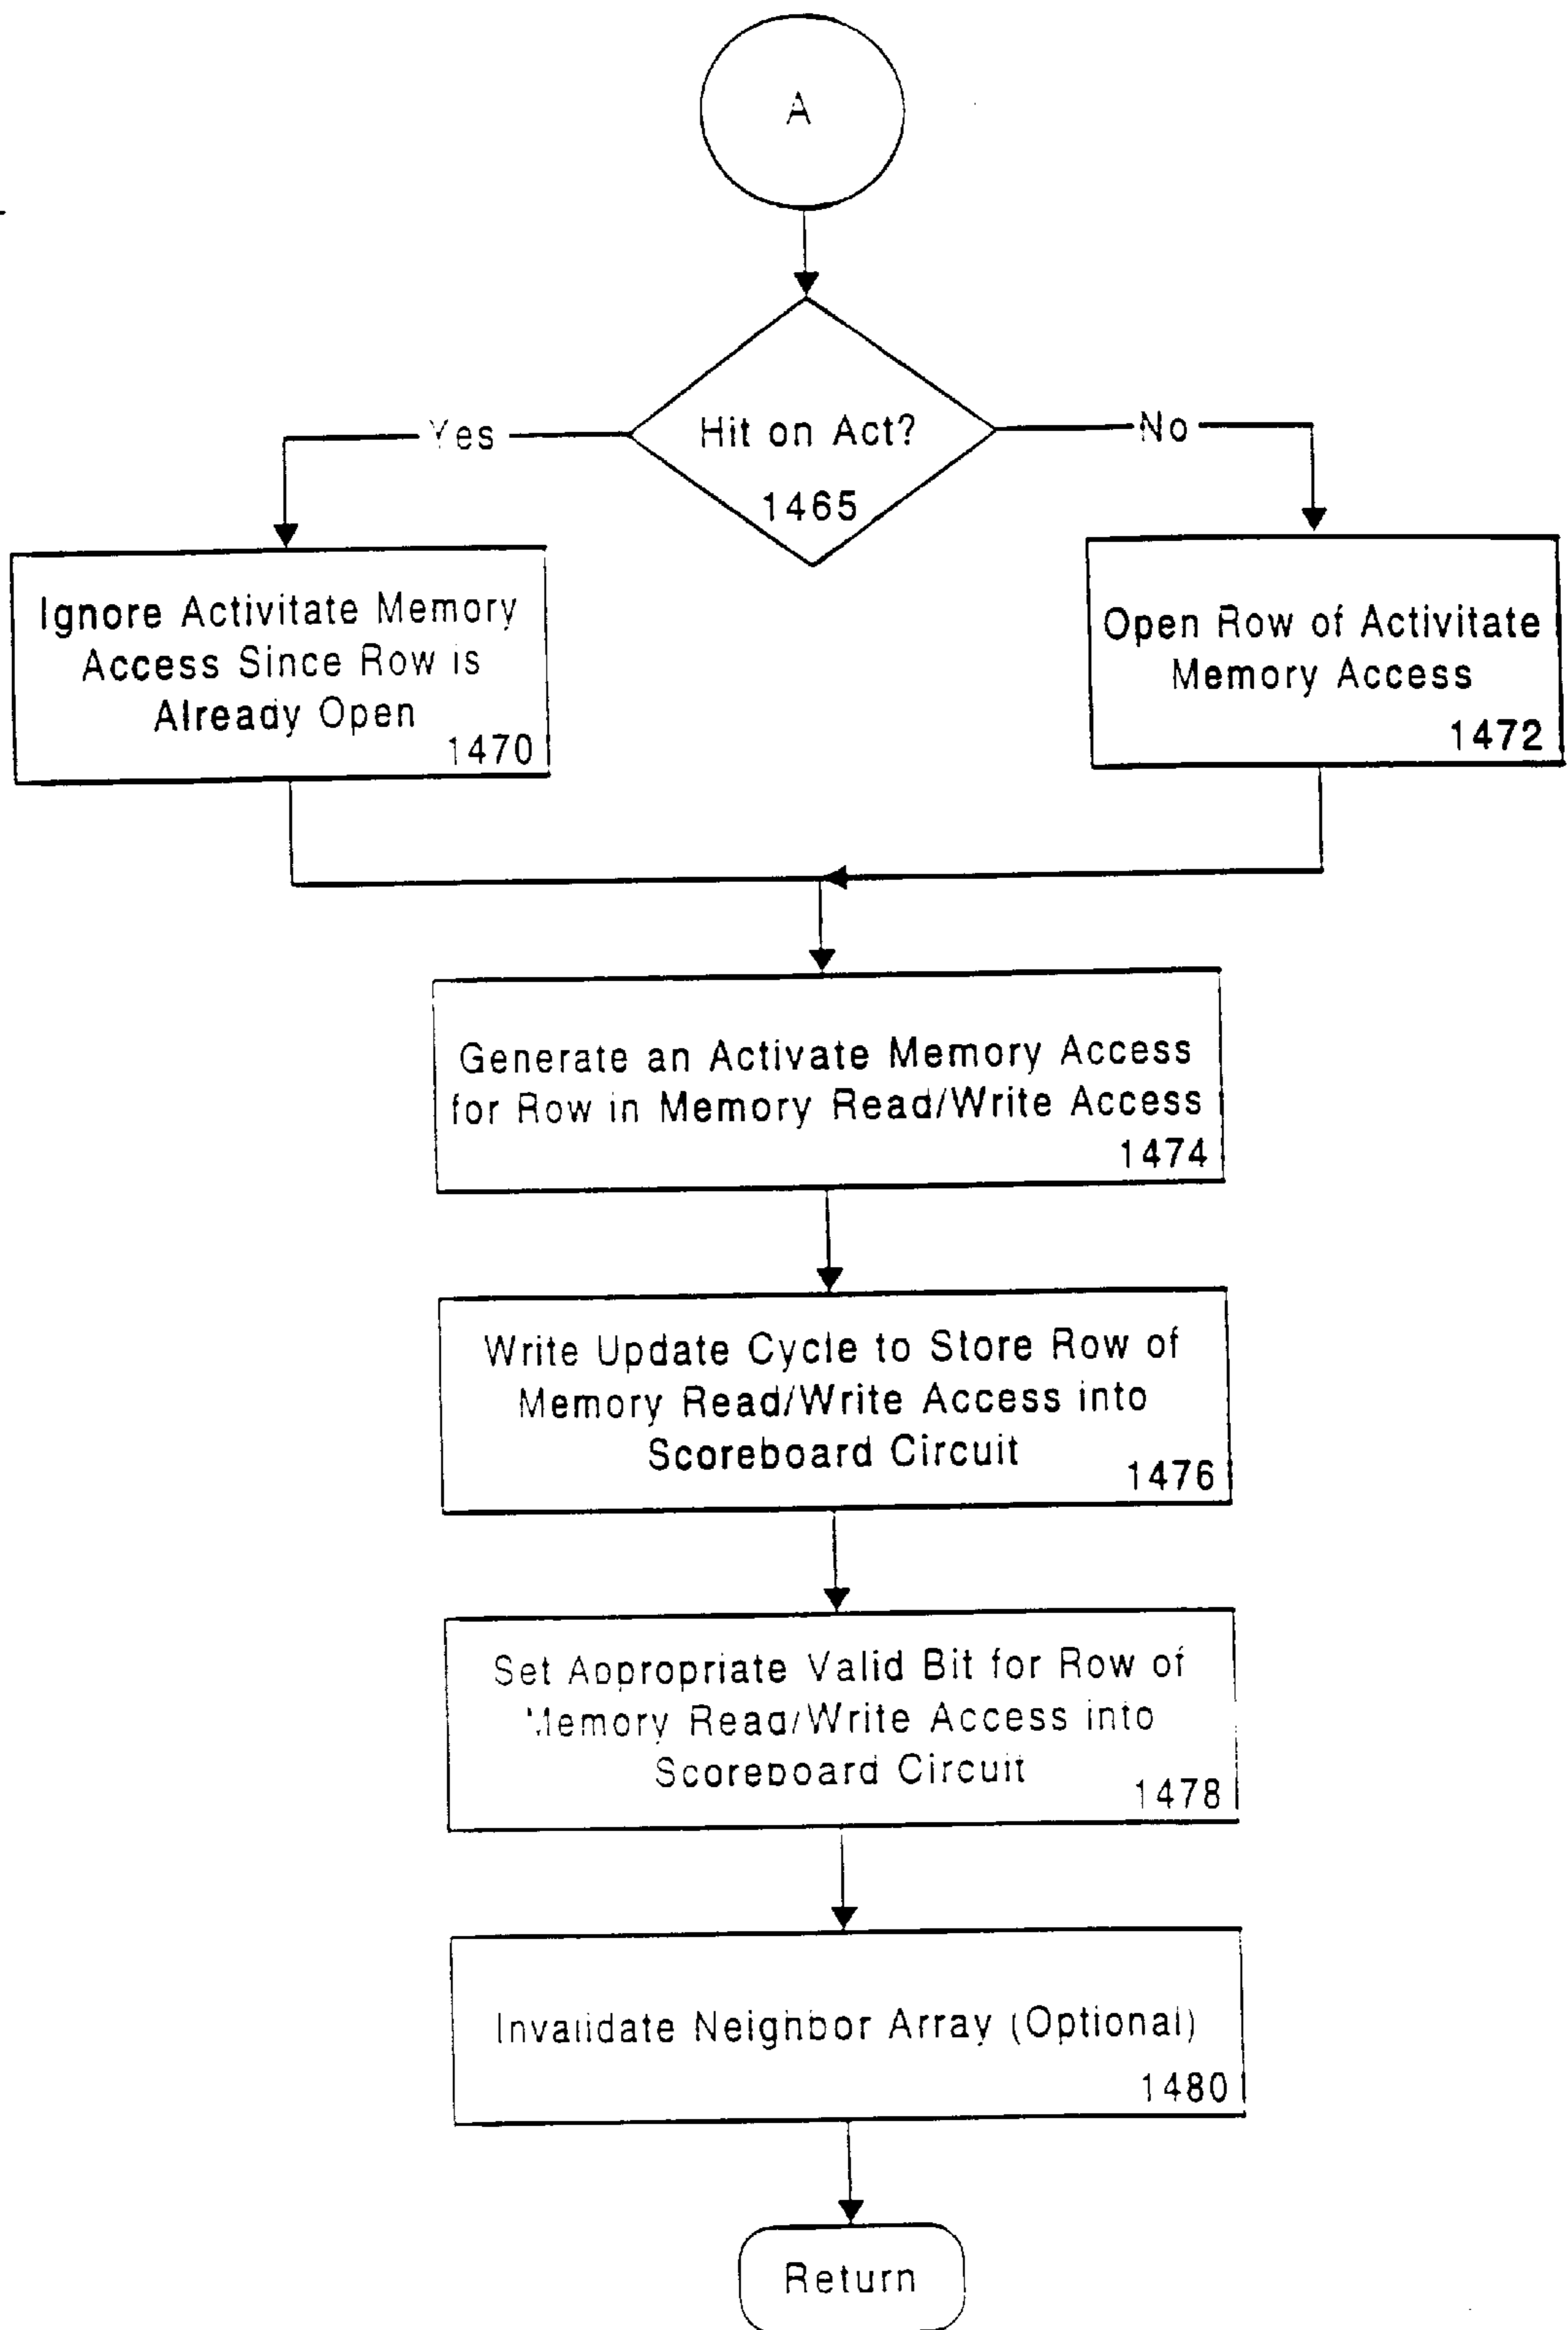 A
Hit on Act?
1465
Yes
No
Ignore Activitate Memory
Access Since Row is
Already Open
1470
Open Row of Activitate
Memory Access
1472
Generate an Activate Memory Access
for Row in Memory Read/Write Access
1474
Write Update Cycle to Store Row of
Memory Read/Write Access into
Scoreboard Circuit
1476
Set Appropriate Valid Bit for Row of
Memory Read/Write Access into
Scoreboard Circuit
1478
Invalidate Neighbor Array (Optional)
1480
Return